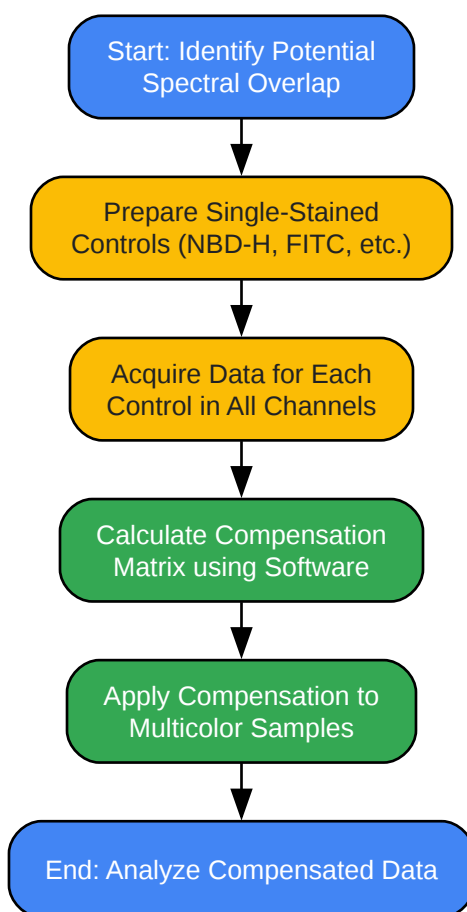 Start: Identify Potential
Spectral Overlap
Prepare Single-Stained
Controls (NBD-H, FITC, etc.)
Acquire Data for Each
Control in All Channels
Calculate Compensation
Matrix using Software
Apply Compensation to
Multicolor Samples
End: Analyze Compensated Data